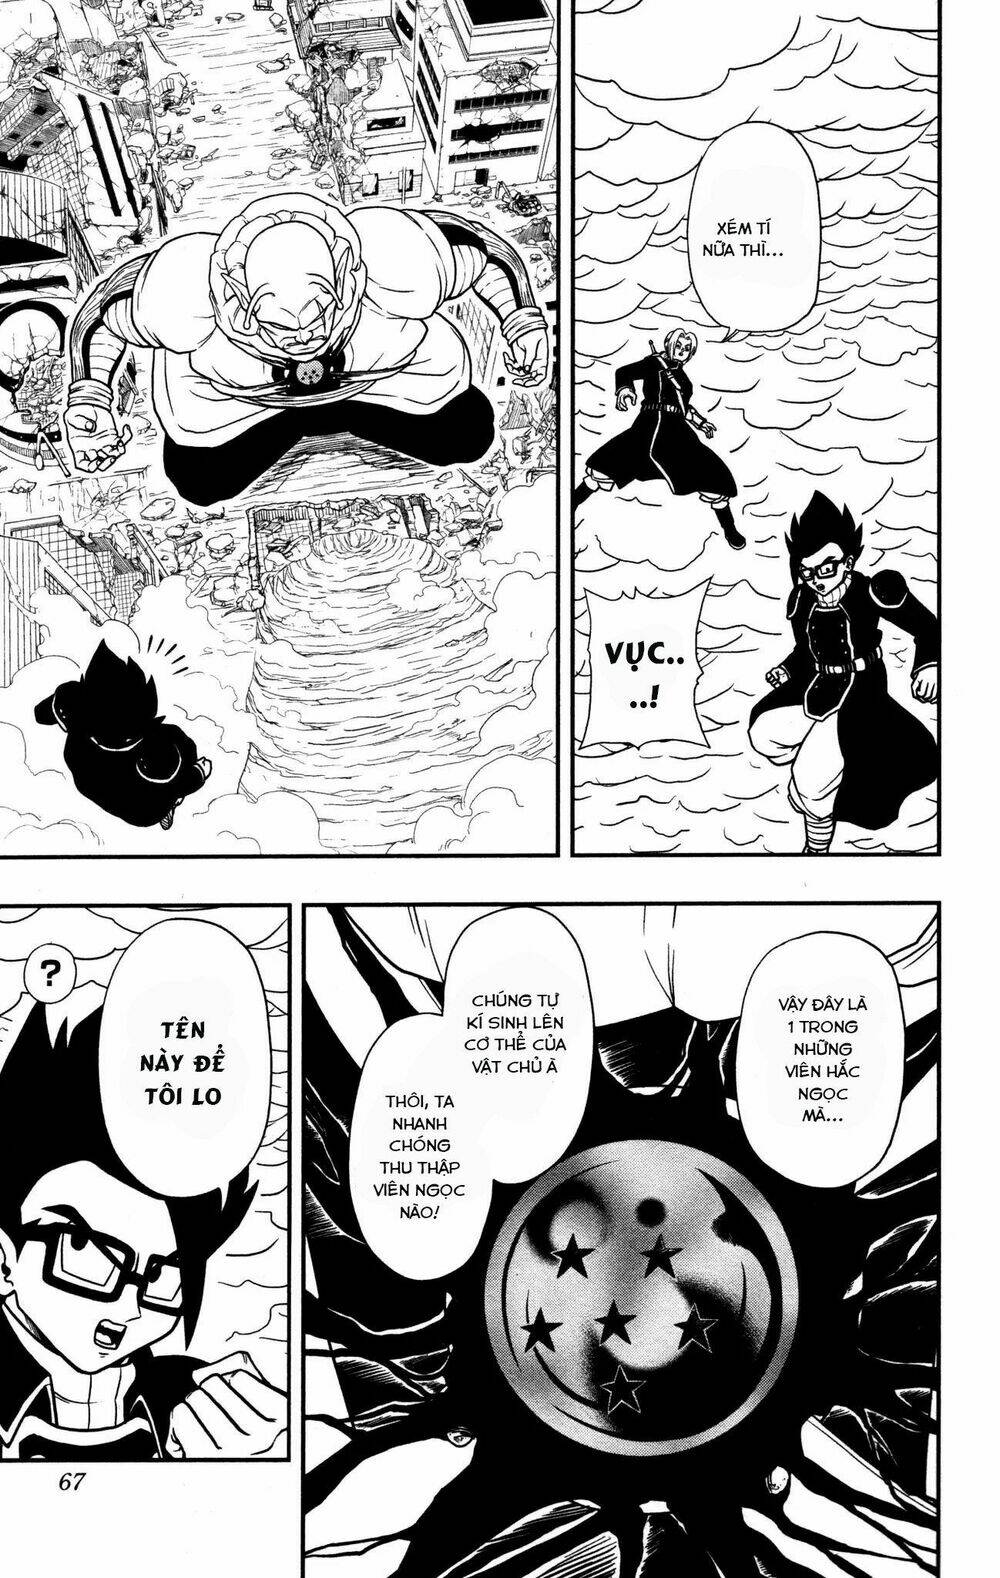 XÉM TÍ
NỮA THÌ...
VỰC..
..!
VẬY ĐÂY LÀ
1 TRONG
NHỮNG
VIÊN HẮC
NGỌC
MÀ...
CHÚNG TỰ
KÍ SINH LÊN
CƠ THỂ CỦA
VẬT CHỦ À
THÔI, TA
NHANH
CHÓNG
THU THẬP
VIÊN NGỌC
NÀO!
TÊN
NÀY ĐỂ
TÔI LO
?
67